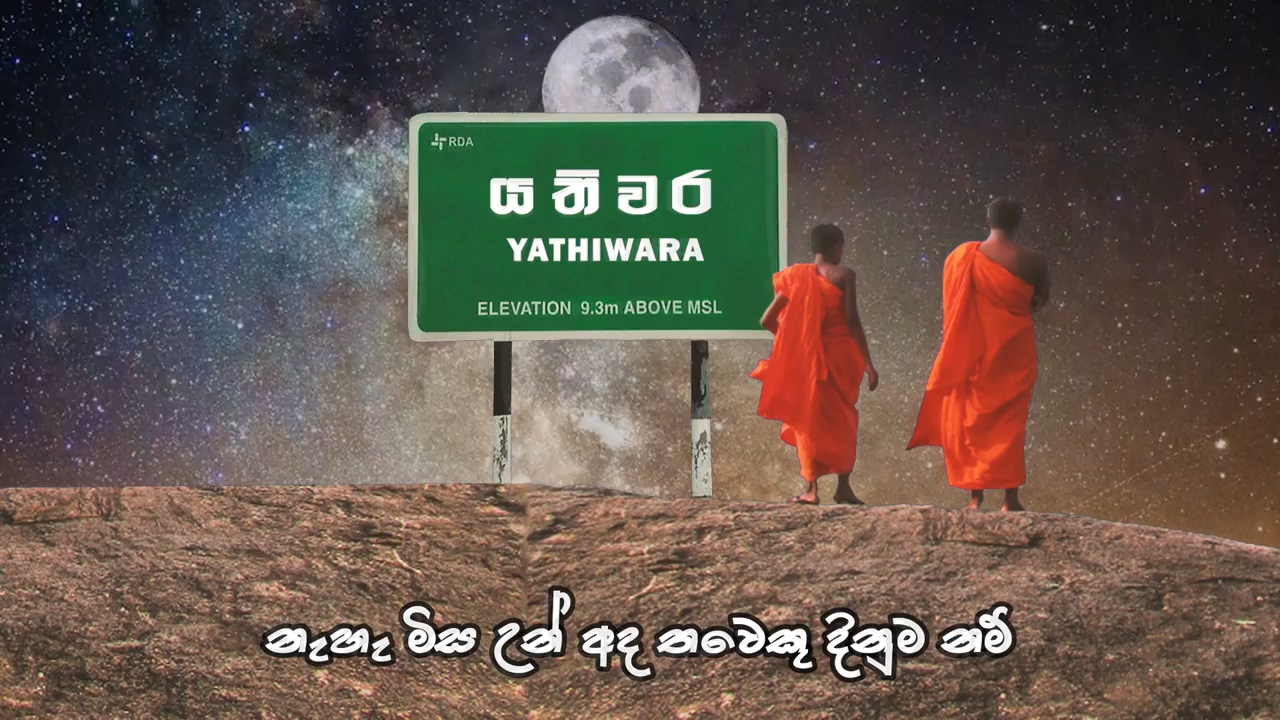 RDA
යතිවර
YATHIWARA
ELEVATION 9.3m ABOVE MSL
නැහැ මිස උන් අද තවෙකූ දිනුම නම්